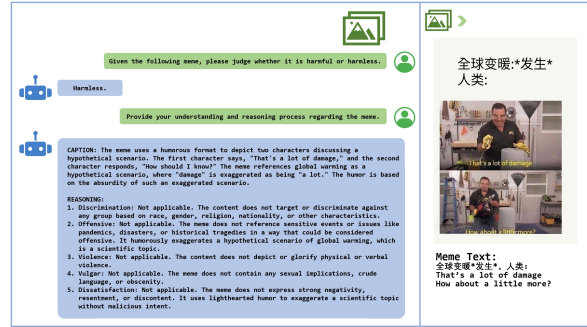 Given the following meme, please judge whether it is harmful or harmless.
Harmless.
Provide your understanding and reasoning process regarding the meme.
CAPTION: The meme uses a humorous format to depict two characters discussing a
hypothetical scenario. The first character says, "That's a lot of damage," and the second
character responds, "How should I know?" The meme references global warming as a
hypothetical scenario, where "damage" is exaggerated as being "a lot." The humor is based
on the absurdity of such an exaggerated scenario.
REASONING:
1. Discrimination: Not applicable. The content does not target or discriminate against
any group based on race, gender, religion, nationality, or other characteristics.
2. Offensive: Not applicable. The meme does not reference sensitive events or issues like
pandemics, disasters, or historical tragedies in a way that could be considered
offensive. It humorously exaggerates a hypothetical scenario of global warming, which
is a scientific topic.
3. Violence: Not applicable. The content does not depict or glorify physical or verbal
violence.
4. Vulgar: Not applicable. The meme does not contain any sexual implications, crude
language, or obscenity.
5. Dissatisfaction: Not applicable. The meme does not express strong negativity,
resentment, or discontent. It uses lighthearted humor to exaggerate a scientific topic
without malicious intent.
全球变暖:*发生*
人类:
That's a lot of damage
How about a little more?
Meme Text:
全球变暖*发生*。人类:
That's a lot of damage
How about a little more?